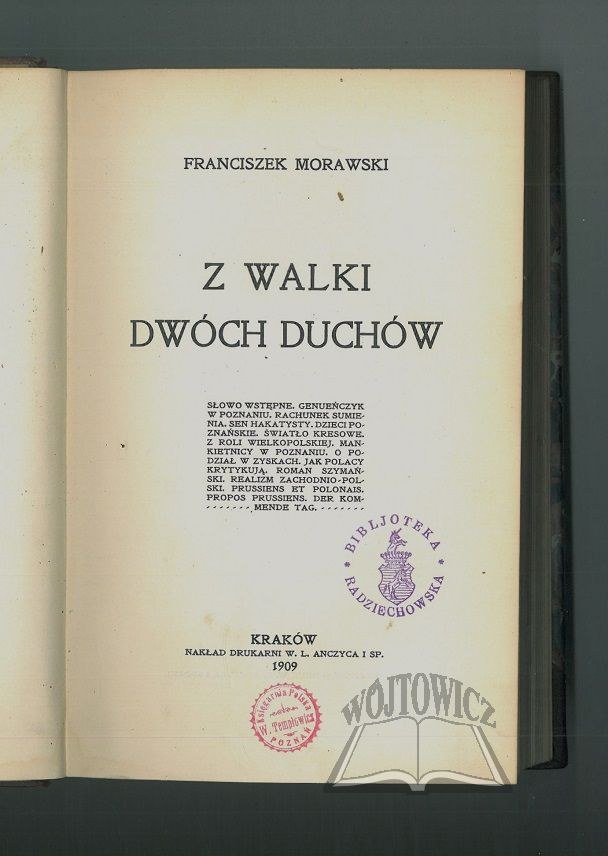 FRANCISZEK MORAWSKI
Z WALKI
DWÓCH DUCHÓW
SŁOWO WSTĘPNE. GENUEŃCZYK
W POZNANIU. RACHUNEK SUMIE-
NIA. SEN HAKATYSTY. DZIECI PO-
ZNAŃSKIE. ŚWIATŁO KRESOWE.
Z ROLI WIELKOPOLSKIEJ. MAN-
KIETNICY W POZNANIU. O PO-
DZIAŁ W ZYSKACH. JAK POLACY
KRYTYKUJĄ. ROMAN SZYMAŃ-
SKI. REALIZM ZACHODNIO-POL-
SKI. PRUSSIENS ET POLONAIS.
PROPOS PRUSSIENS. DER KOM-
- - - - - - - - MENDE TAG. - - - - - - - -
* BIBLJOTEKA *
RADZIECHOWSKA
KRAKÓW
NAKŁAD DRUKARNI W. L. ANCZYCA I SP.
1909
Księgarnia Polska
W. Tempłowicz
POZNAŃ
WÓJTOWICZ